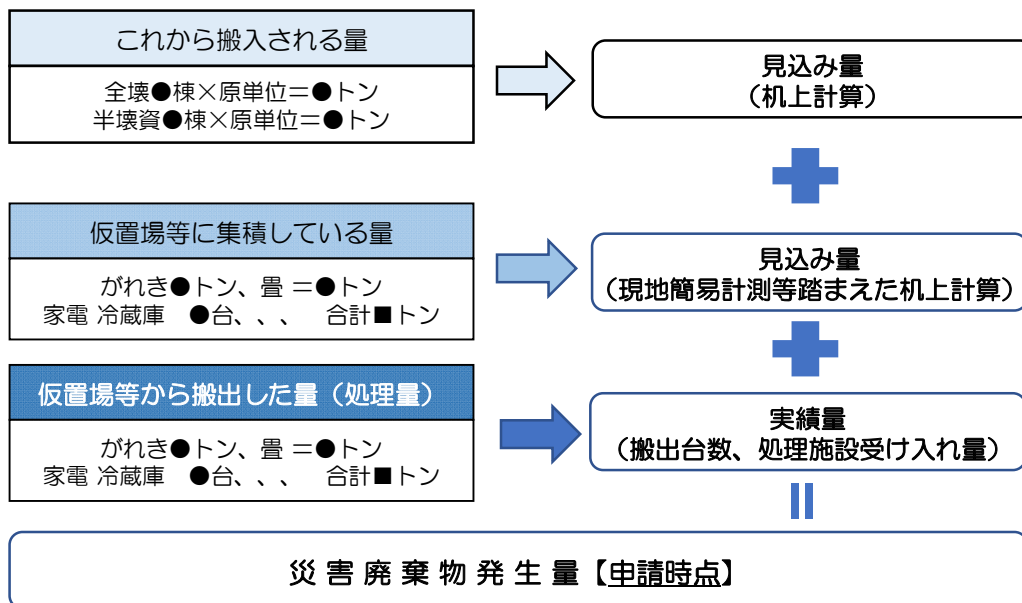 これから搬入される量
全壊●棟×原単位＝●トン
半壊資●棟×原単位＝●トン
見込み量
（机上計算）
仮置場等に集積している量
がれき●トン、畳 ＝●トン
家電 冷蔵庫　●台、、、　合計■トン
見込み量
（現地簡易計測等踏まえた机上計算）
仮置場等から搬出した量（処理量）
がれき●トン、畳 ＝●トン
家電 冷蔵庫　●台、、、　合計■トン
実績量
（搬出台数、処理施設受け入れ量）
災害廃棄物発生量【申請時点】